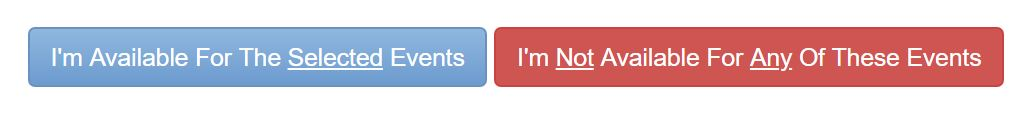 I'm Available For The Selected Events
I'm Not Available For Any Of These Events